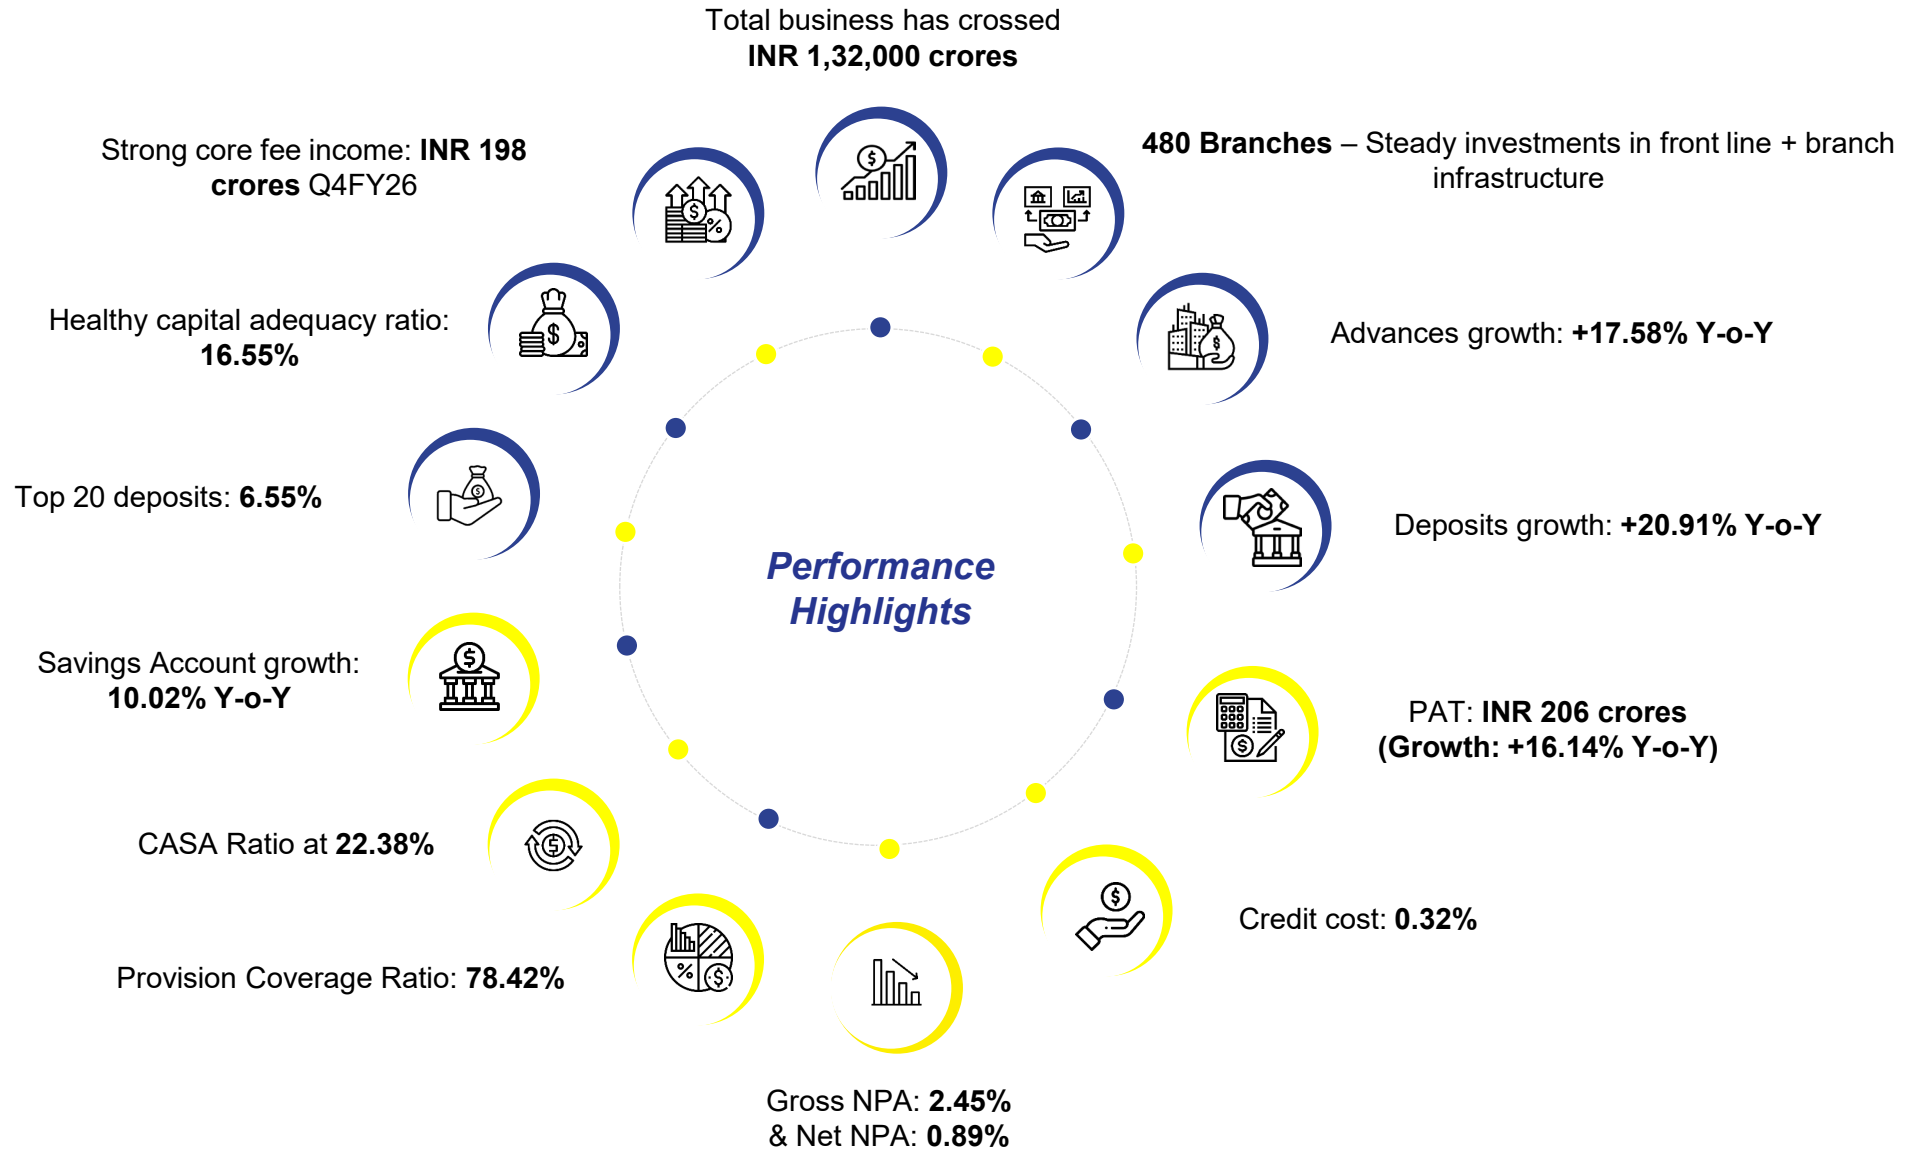 Total business has crossed
INR 1,32,000 crores
480 Branches – Steady investments in front line + branch
infrastructure
Advances growth: +17.58% Y-o-Y
Deposits growth: +20.91% Y-o-Y
PAT: INR 206 crores
(Growth: +16.14% Y-o-Y)
Credit cost: 0.32%
Gross NPA: 2.45%
& Net NPA: 0.89%
Provision Coverage Ratio: 78.42%
CASA Ratio at 22.38%
Savings Account growth:
10.02% Y-o-Y
Top 20 deposits: 6.55%
Healthy capital adequacy ratio:
16.55%
Strong core fee income: INR 198
crores Q4FY26
Performance
Highlights